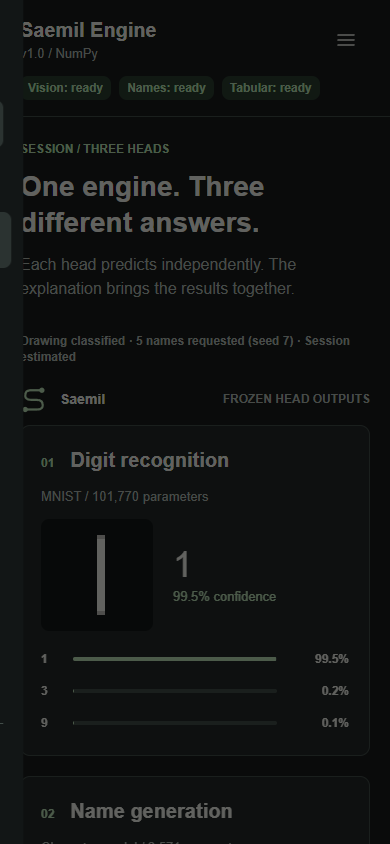 Saemil Engine
v1.0 / NumPy
Vision: ready
Names: ready
Tabular: ready
SESSION / THREE HEADS
One engine. Three
different answers.
Each head predicts independently. The
explanation brings the results together.
Drawing classified · 5 names requested (seed 7) · Session
estimated
Saemil
FROZEN HEAD OUTPUTS
01 Digit recognition
MNIST / 101,770 parameters
1
99.5% confidence
1 99.5%
3 0.2%
9 0.1%
02 Name generation